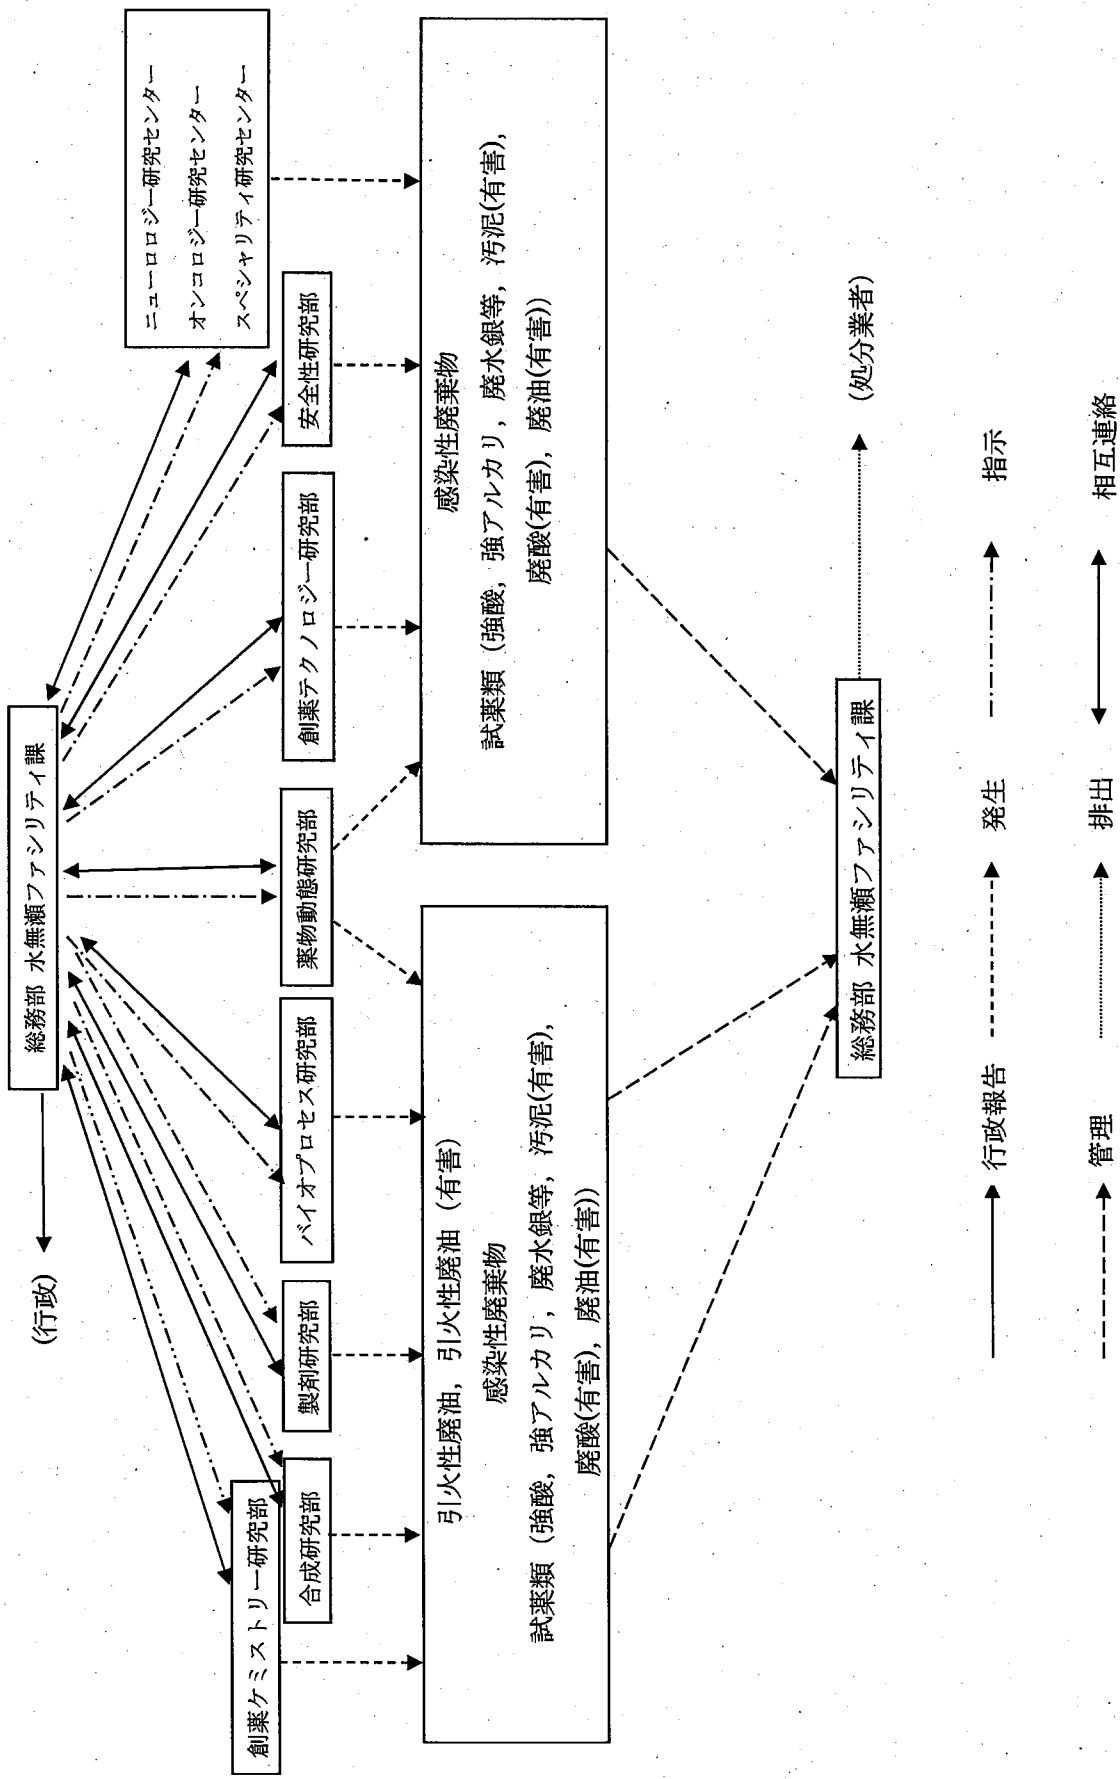 総務部 水無瀬ファシリティ課
(行政)
ニューロロジー研究センター
オンコロジー研究センター
スペシャリティ研究センター
創薬ケミストリー研究部
合成研究部
製剤研究部
バイオプロセス研究部
薬物動態研究部
創薬テクノロジー研究部
安全性研究部
引火性廃油, 引火性廃油 (有害)
感染性廃棄物
試薬類 (強酸, 強アルカリ, 廃水銀等, 汚泥(有害),
廃酸(有害), 廃油(有害))
感染性廃棄物
試薬類 (強酸, 強アルカリ, 廃水銀等, 汚泥(有害),
廃酸(有害), 廃油(有害))
総務部 水無瀬ファシリティ課
(処分業者)
行政報告
発生
指示
管理
排出
相互連絡